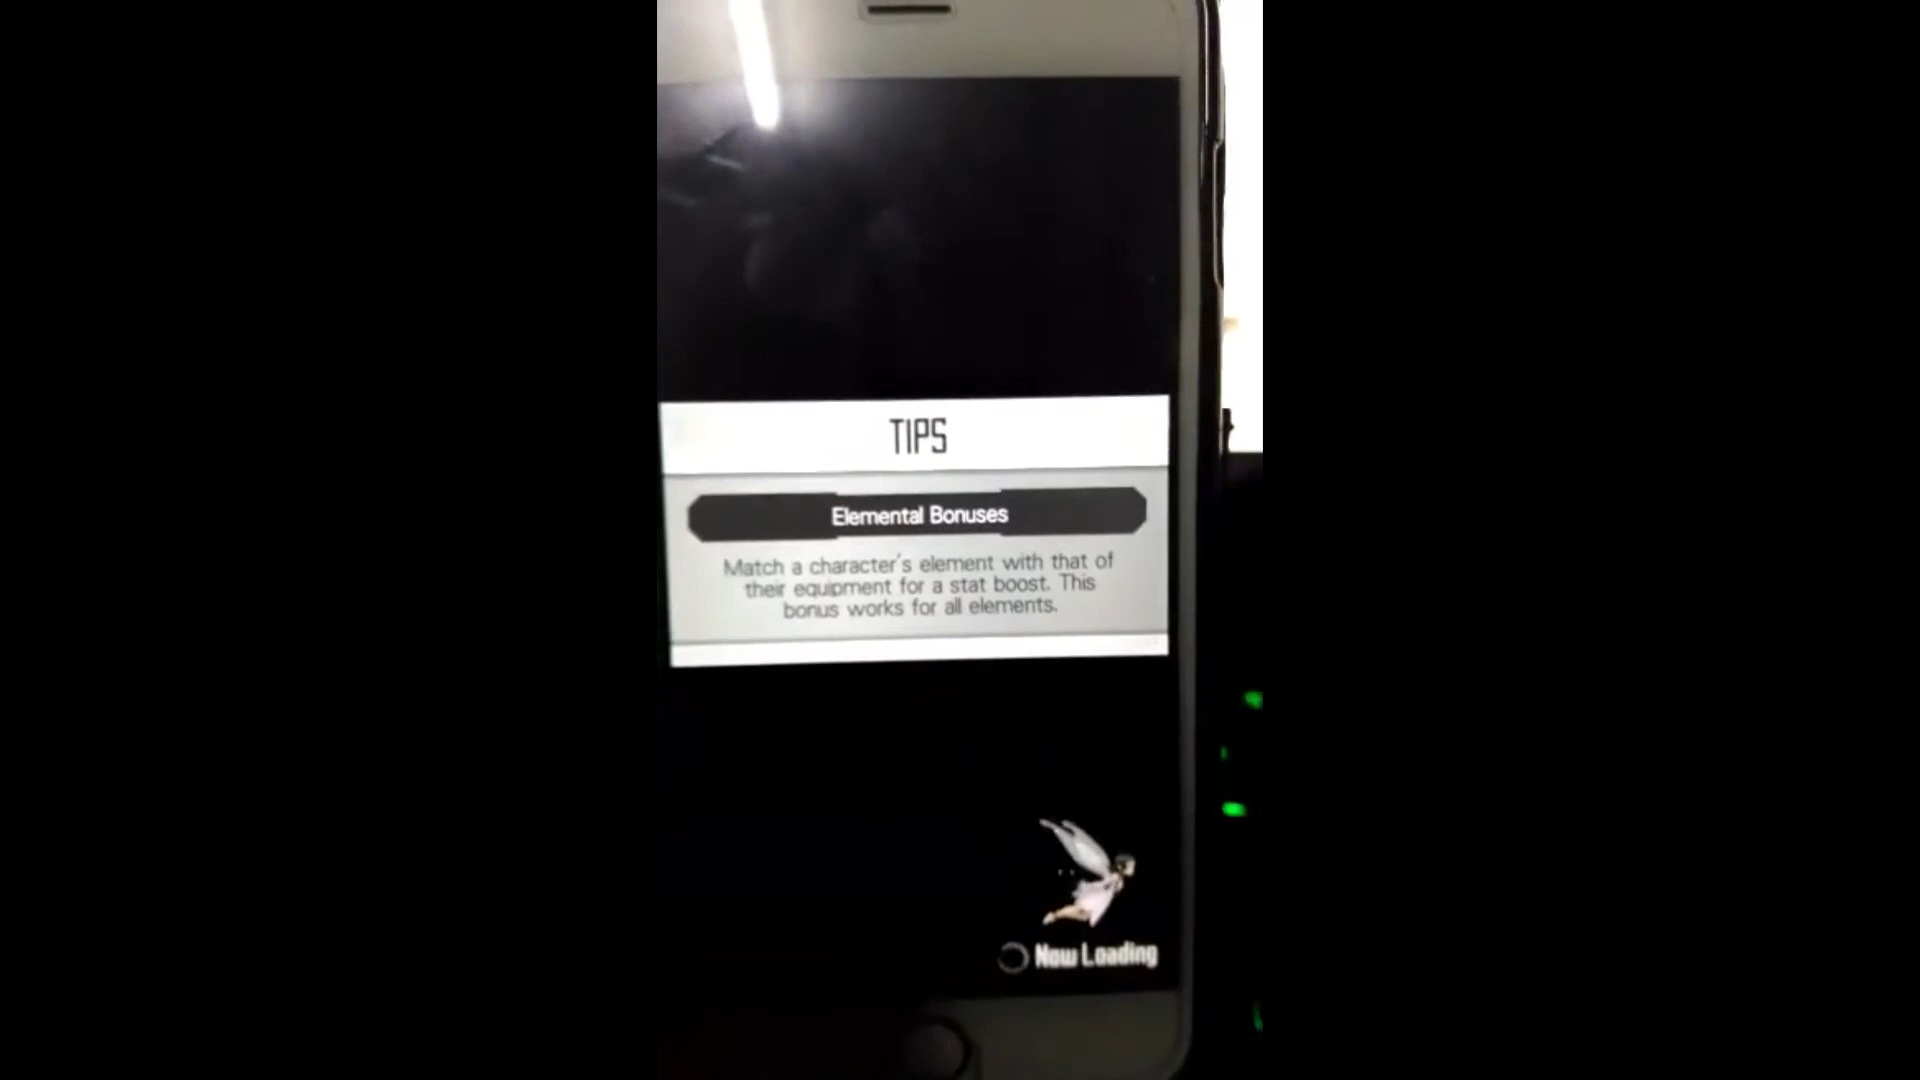 TIPS
Elemental Bonuses
Match a character's element with that of
their equipment for a stat boost. This
bonus works for all elements.
Now Loading